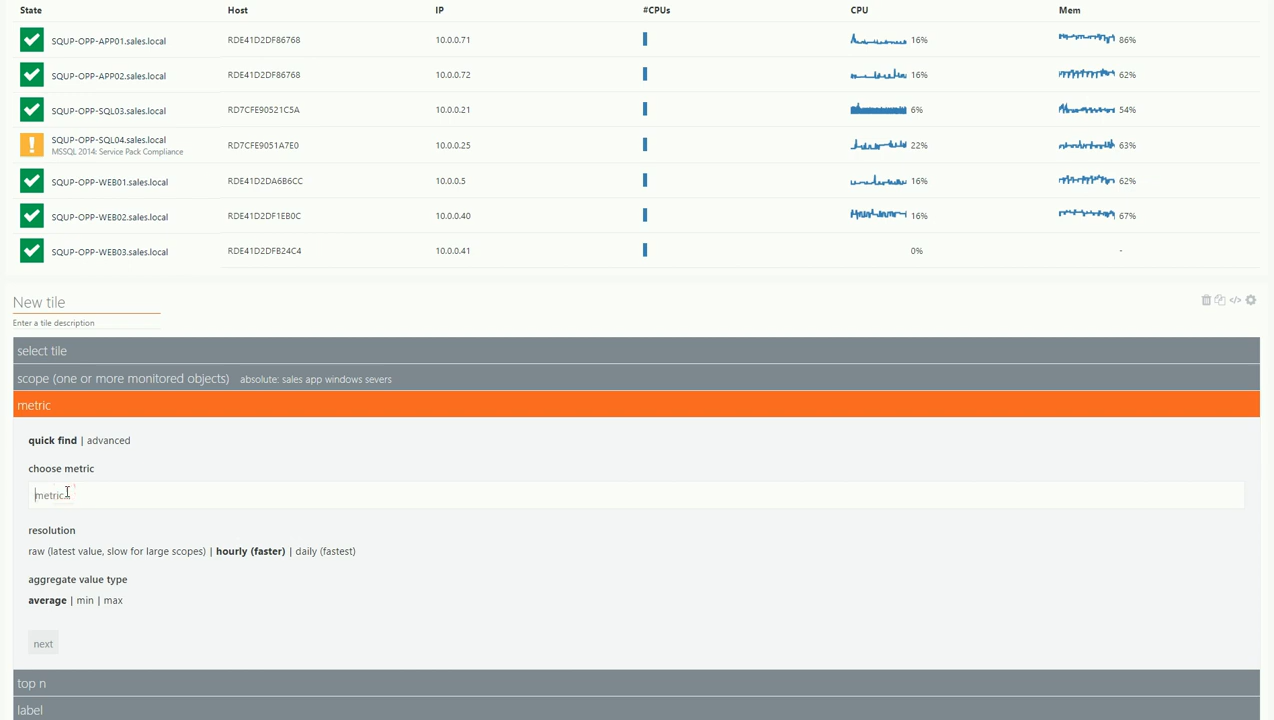 State Host IP #CPUs CPU Mem
SQUP-OPP-APP01.sales.local RDE41D2DF86768 10.0.0.71 16% 86%
SQUP-OPP-APP02.sales.local RDE41D2DF86768 10.0.0.72 16% 62%
SQUP-OPP-SQL03.sales.local RD7CFE90521C5A 10.0.0.21 6% 54%
SQUP-OPP-SQL04.sales.local RD7CFE9051A7E0 10.0.0.25 22% 63%
MSSQL 2014: Service Pack Compliance
SQUP-OPP-WEB01.sales.local RDE41D2DA6B6CC 10.0.0.5 16% 62%
SQUP-OPP-WEB02.sales.local RDE41D2DF1EB0C 10.0.0.40 16% 67%
SQUP-OPP-WEB03.sales.local RDE41D2DFB24C4 10.0.0.41 0% -
New tile
Enter a tile description
select tile
scope (one or more monitored objects) absolute: sales app windows severs
metric
quick find | advanced
choose metric
metric...
resolution
raw (latest value, slow for large scopes) | hourly (faster) | daily (fastest)
aggregate value type
average | min | max
next
top n
label